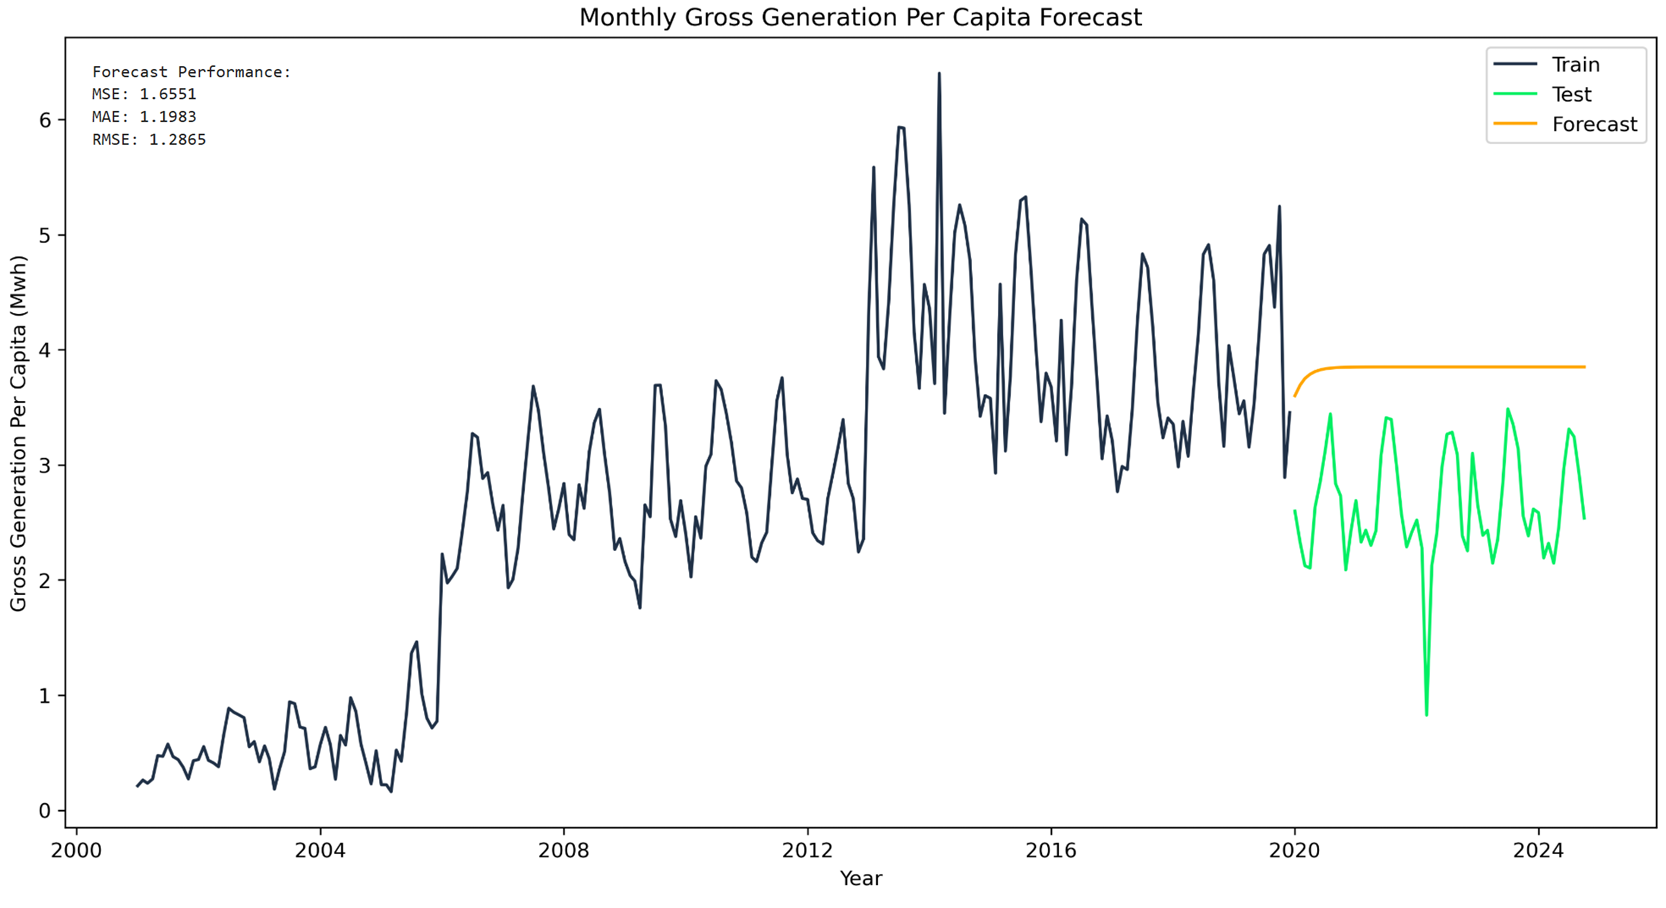 Monthly Gross Generation Per Capita Forecast
Forecast Performance:
MSE: 1.6551
MAE: 1.1983
RMSE: 1.2865
Train
Test
Forecast
Gross Generation Per Capita (Mwh)
6
5
4
3
2
1
0
2000 2004 2008 2012 2016 2020 2024
Year